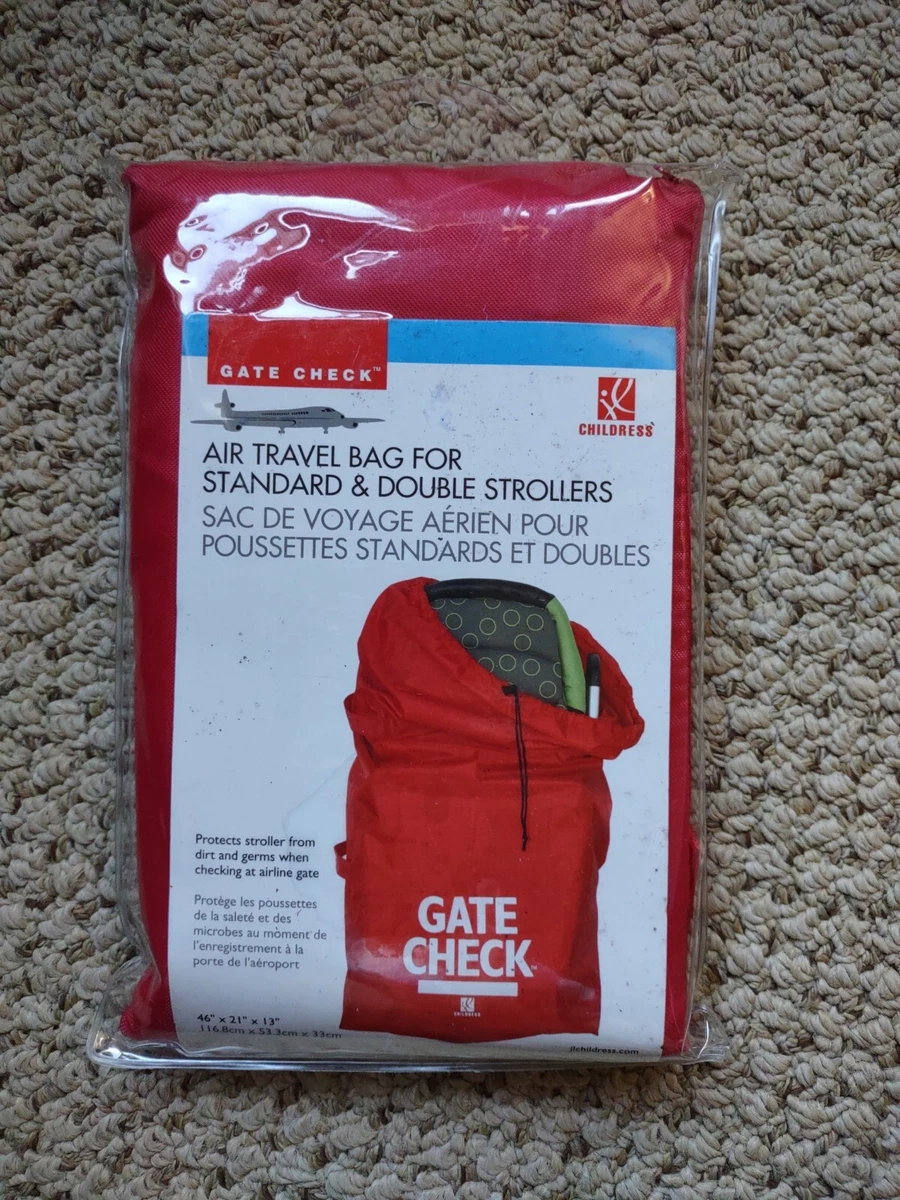 GATE CHECK™
CHILDRESS
AIR TRAVEL BAG FOR
STANDARD & DOUBLE STROLLERS
SAC DE VOYAGE AÉRIEN POUR
POUSSETTES STANDARDS ET DOUBLES
Protects stroller from
dirt and germs when
checking at airline gate
Protège les poussettes
de la saleté et des
microbes au moment de
l'enregistrement à la
porte de l'aéroport
GATE
CHECK™
CHILDRESS
46" x 21" x 13"
116.8cm x 53.3cm x 33cm
jlchildress.com